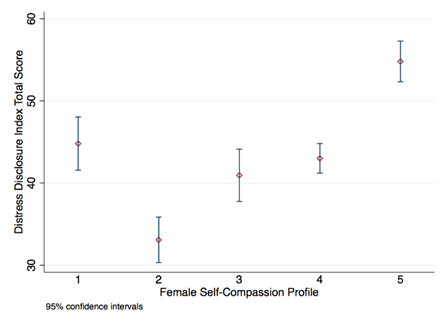 Distress Disclosure Index Total Score
60
50
40
30
1 2 3 4 5
Female Self-Compassion Profile
95% confidence intervals